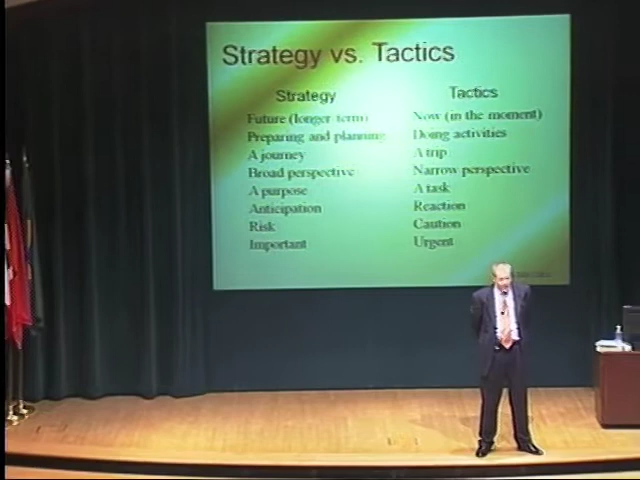 Strategy vs. Tactics
Strategy Tactics
Future (longer term) Now (in the moment)
Preparing and planning Doing activities
A journey A trip
Broad perspective Narrow perspective
A purpose A task
Anticipation Reaction
Risk Caution
Important Urgent